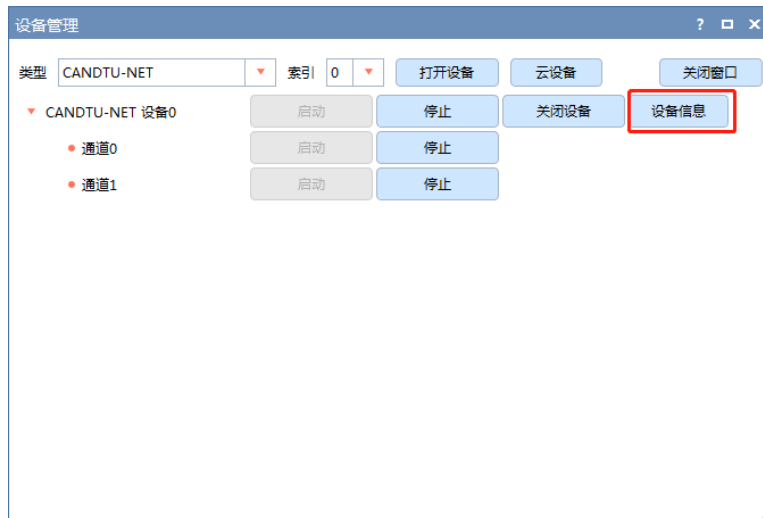 设备管理
类型 CANDTU-NET 索引 0 打开设备 云设备 关闭窗口
CANDTU-NET 设备0 启动 停止 关闭设备 设备信息
通道0 启动 停止
通道1 启动 停止